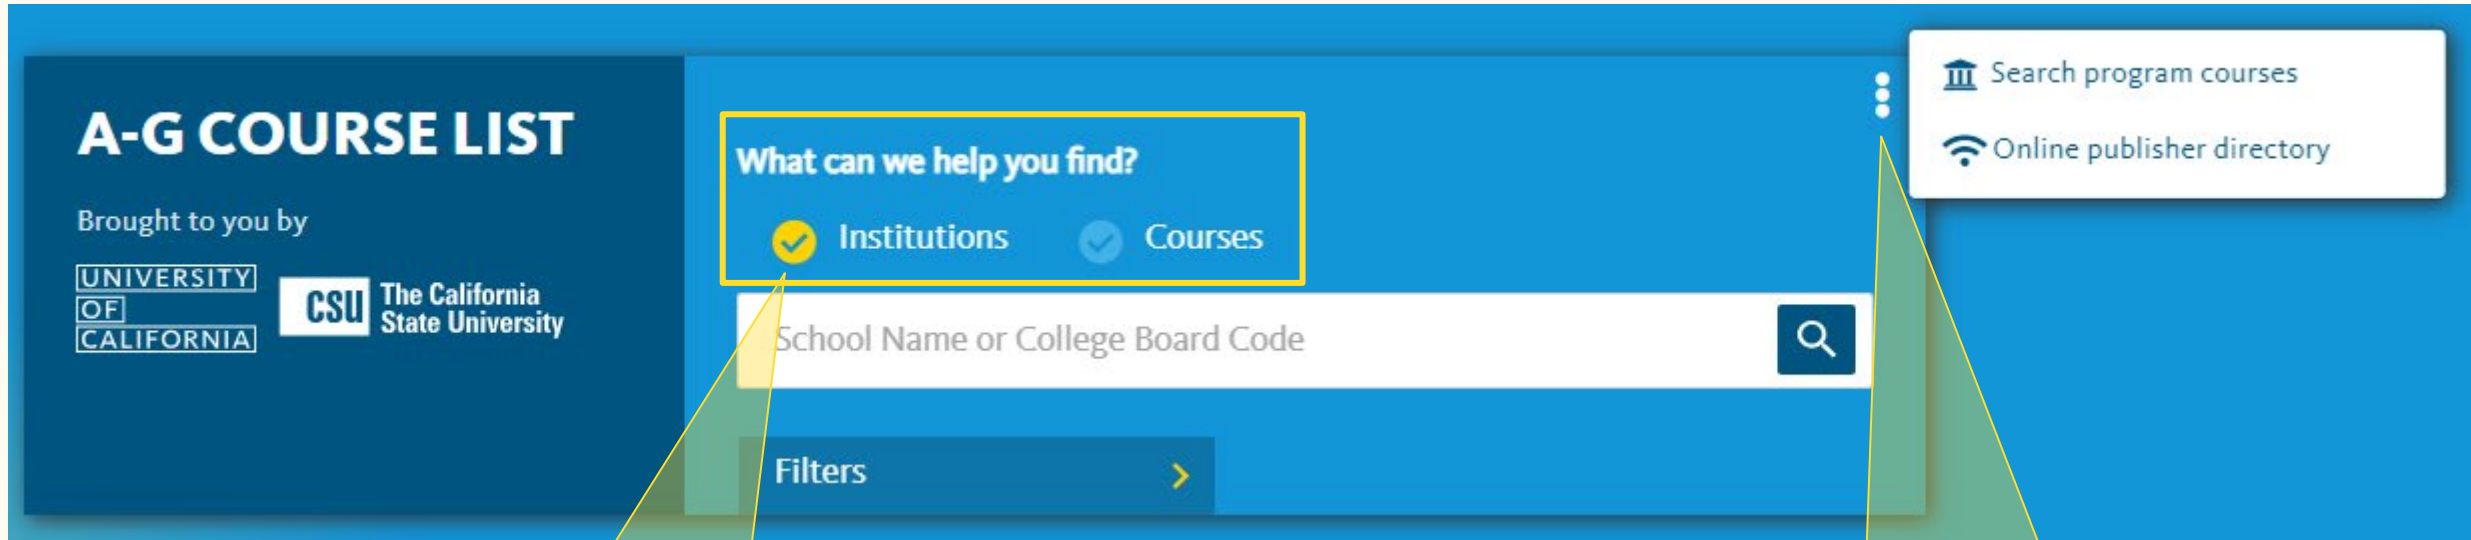 A-G COURSE LIST
Brought to you by
UNIVERSITY
OF
CALIFORNIA
CSU The California
State University
What can we help you find?
Institutions Courses
School Name or College Board Code
Filters
Search program courses
Online publisher directory